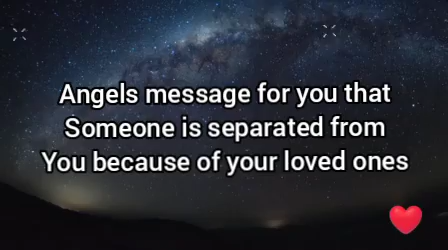 Angels message for you that
Someone is separated from
You because of your loved ones